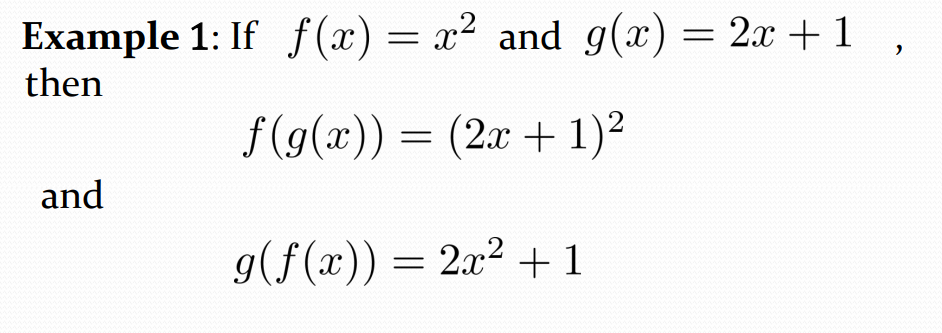 Example 1: If f(x) = x² and g(x) = 2x + 1 ,
then
f(g(x)) = (2x + 1)²
and
g(f(x)) = 2x² + 1